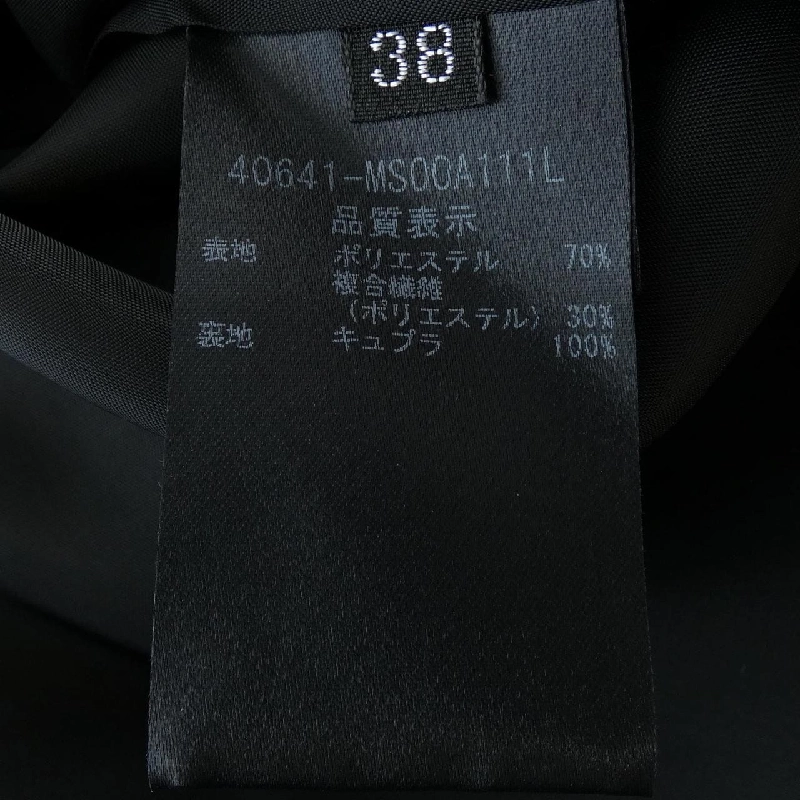 38
40641-MS00A111L
品質表示
表地 ポリエステル 70%
複合繊維
(ポリエステル) 30%
裏地 キュプラ 100%